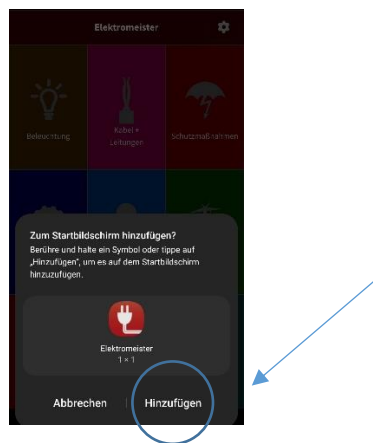 Elektromeister
Beleuchtung
Kabel +
Leitungen
Schutzmaßnahmen
Zum Startbildschirm hinzufügen?
Berühre und halte ein Symbol oder tippe auf
„Hinzufügen", um es auf dem Startbildschirm
hinzuzufügen.
Elektromeister
1 × 1
Abbrechen
Hinzufügen